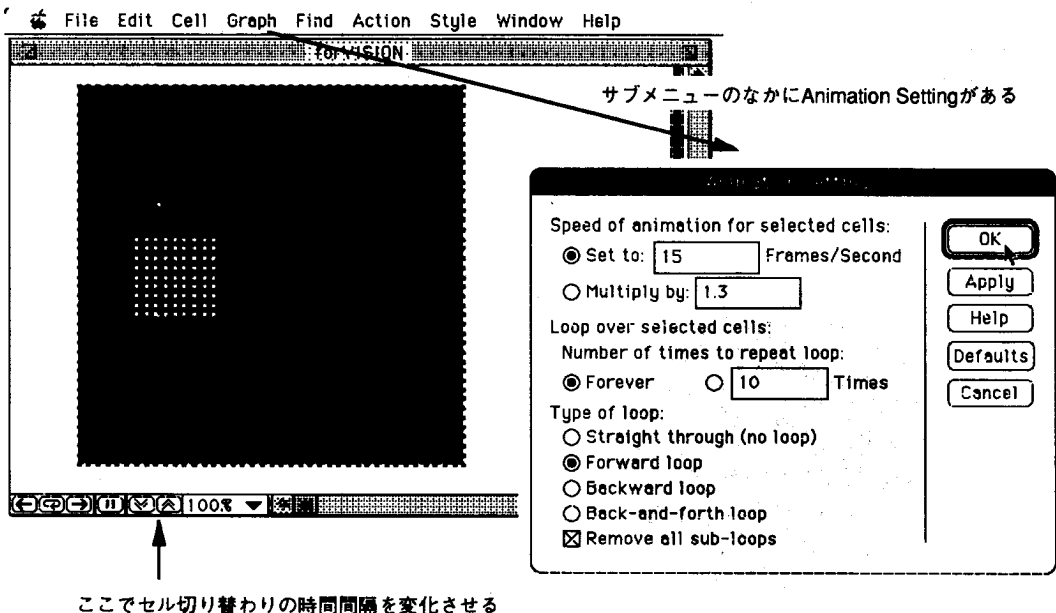 File Edit Cell Graph Find Action Style Window Help
for VISION
サブメニューのなかにAnimation Settingがある
Speed of animation for selected cells:
Set to: 15 Frames/Second
Multiply by: 1.3
Loop over selected cells:
Number of times to repeat loop:
Forever 10 Times
Type of loop:
Straight through (no loop)
Forward loop
Backward loop
Back-and-forth loop
Remove all sub-loops
OK
Apply
Help
Defaults
Cancel
100%
ここでセル切り替わりの時間間隔を変化させる